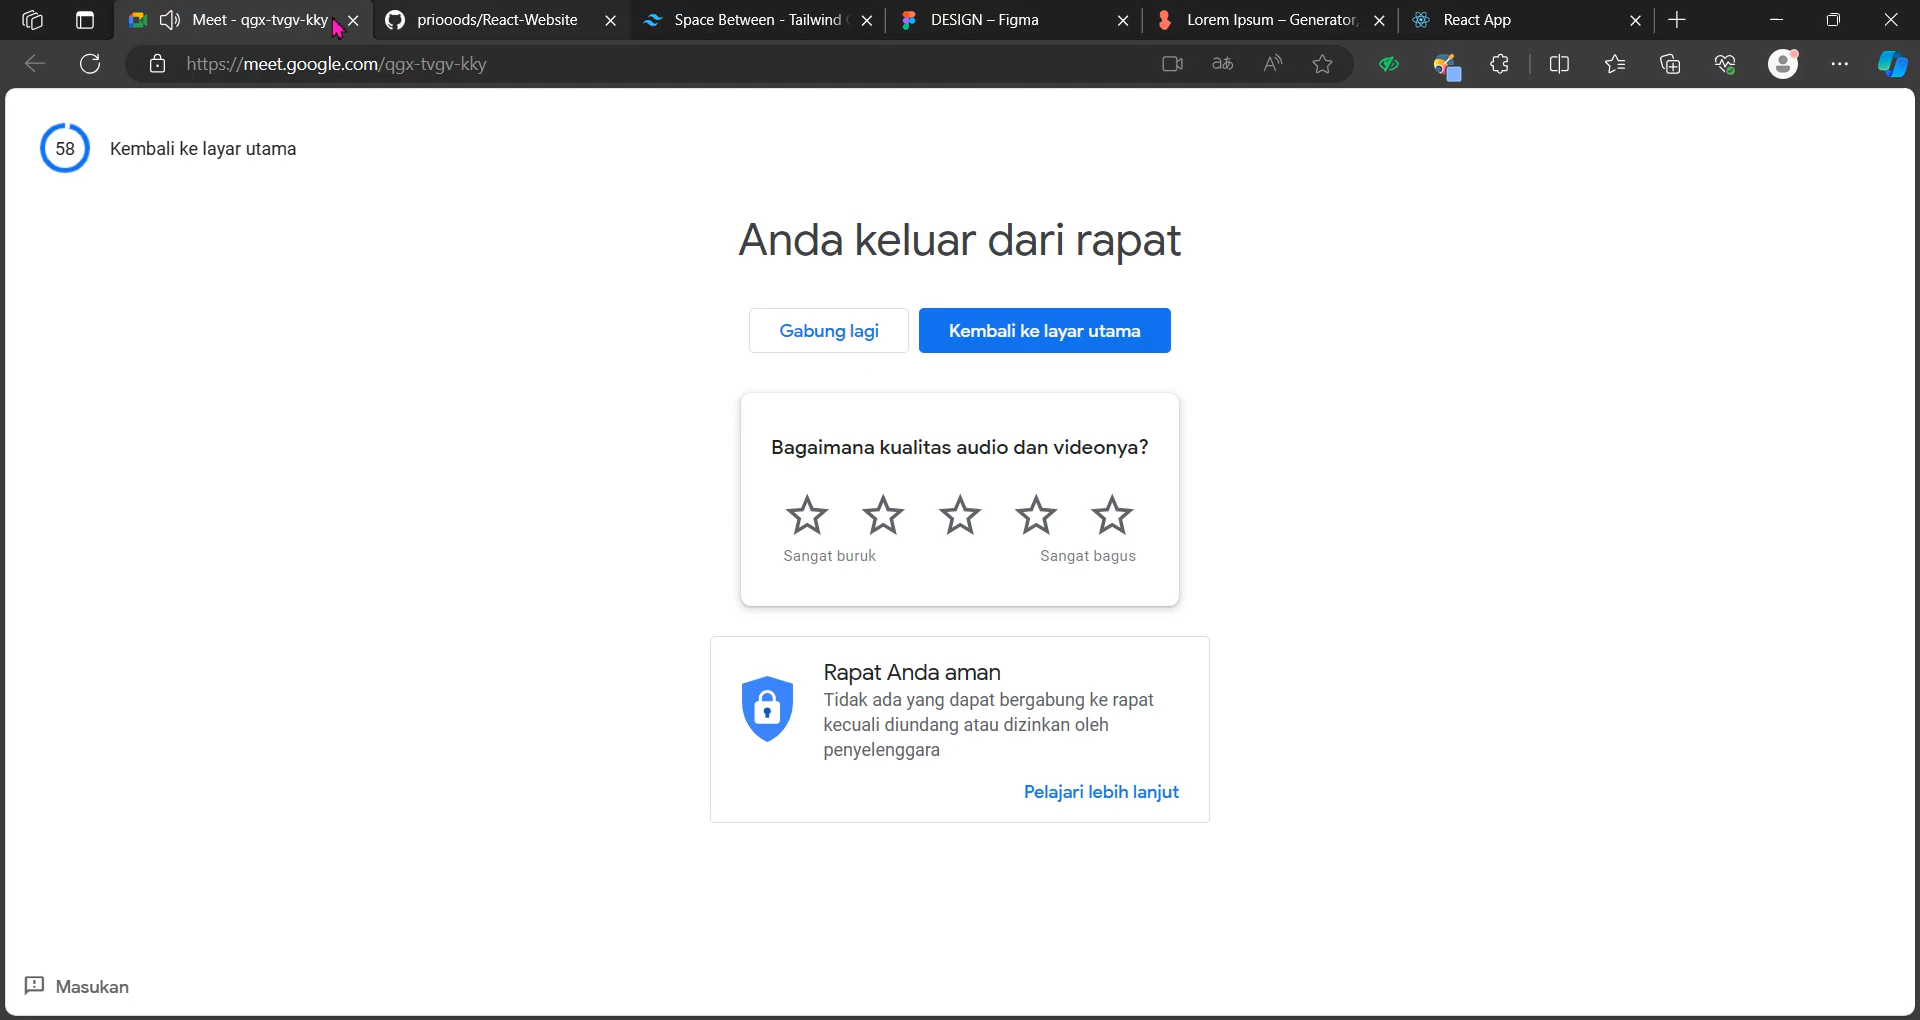 Meet - qgx-tvgv-kky
priooods/React-Website
Space Between - Tailwind
DESIGN – Figma
Lorem Ipsum – Generator,
React App
https://meet.google.com/qgx-tvgv-kky
58
Kembali ke layar utama
Anda keluar dari rapat
Gabung lagi
Kembali ke layar utama
Bagaimana kualitas audio dan videonya?
Sangat buruk
Sangat bagus
Rapat Anda aman
Tidak ada yang dapat bergabung ke rapat
kecuali diundang atau dizinkan oleh
penyelenggara
Pelajari lebih lanjut
Masukan